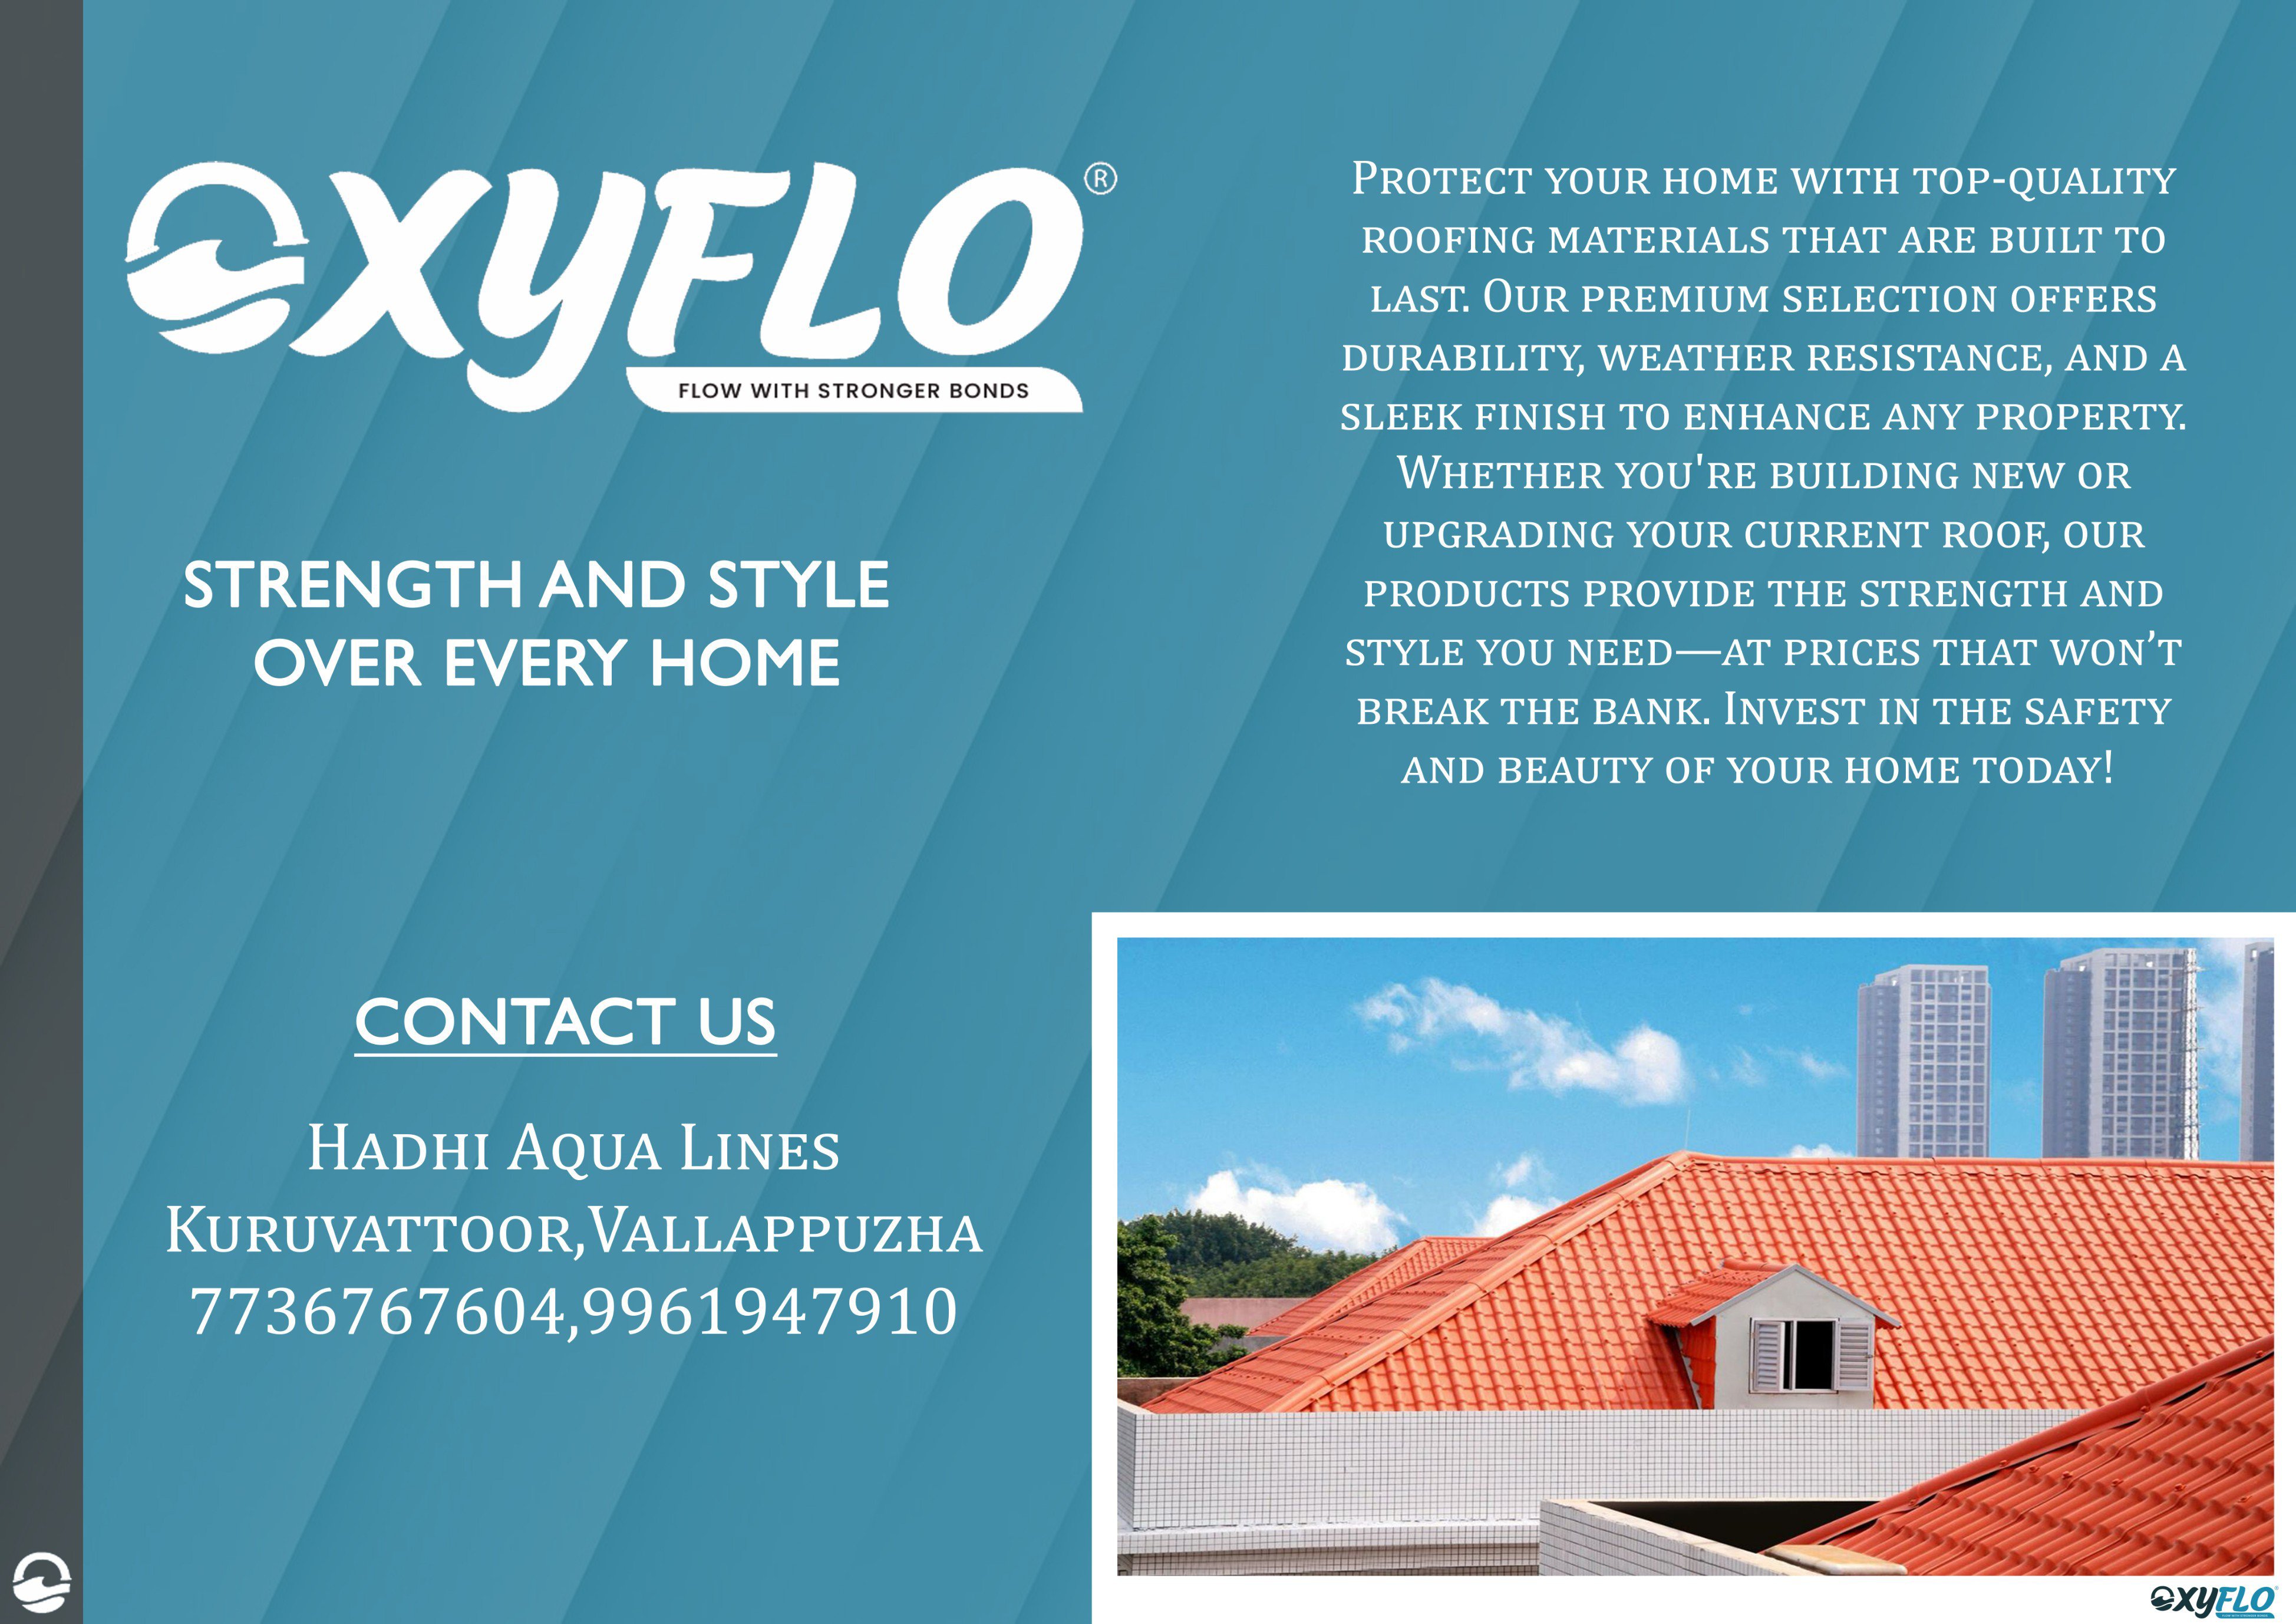 OXYFLO®
FLOW WITH STRONGER BONDS
STRENGTH AND STYLE
OVER EVERY HOME
Protect your home with top-quality
roofing materials that are built to
last. Our premium selection offers
durability, weather resistance, and a
sleek finish to enhance any property.
Whether you're building new or
upgrading your current roof, our
products provide the strength and
style you need—at prices that won’t
break the bank. Invest in the safety
and beauty of your home today!
CONTACT US
Hadhi Aqua Lines
Kuruvattoor,Vallappuzha
7736767604,9961947910
OXYFLO®
FLOW WITH STRONGER BONDS